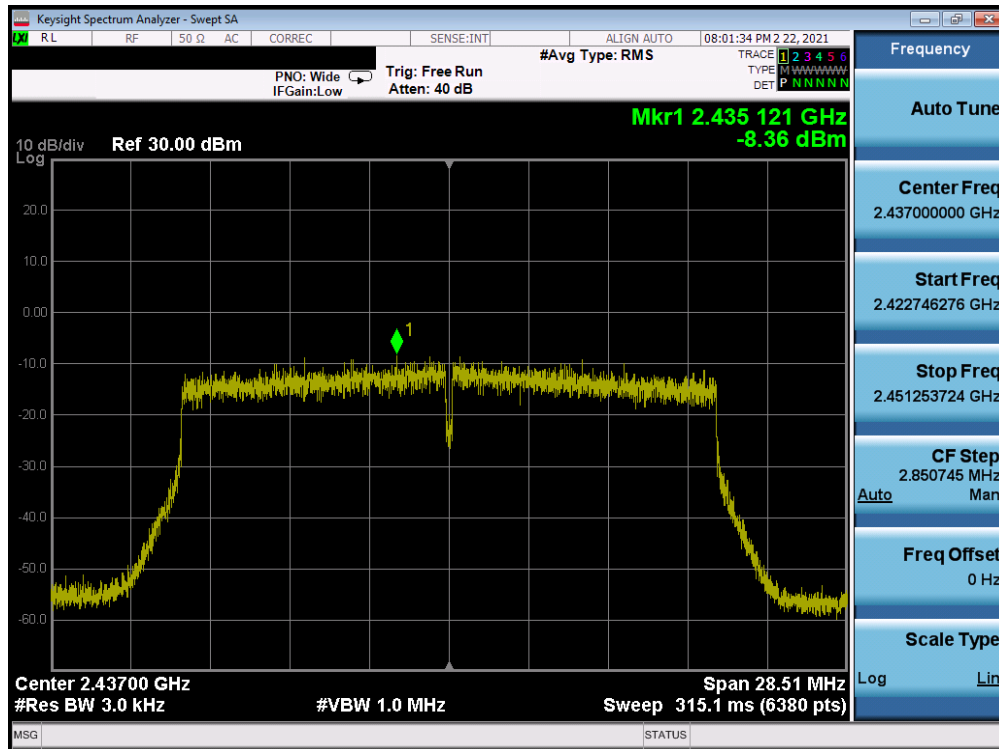 Keysight Spectrum Analyzer - Swept SA
LXI RL RF 50 Ω AC CORREC SENSE:INT ALIGN AUTO 08:01:34 PM 2 22, 2021
#Avg Type: RMS
TRACE 1 2 3 4 5 6
TYPE M W W W W W
DET P N N N N N
PNO: Wide
IFGain:Low
Trig: Free Run
Atten: 40 dB
Mkr1 2.435 121 GHz
-8.36 dBm
10 dB/div
Log
Ref 30.00 dBm
20.0
10.0
0.00
-10.0
-20.0
-30.0
-40.0
-50.0
-60.0
1
Center 2.43700 GHz
Span 28.51 MHz
#Res BW 3.0 kHz
#VBW 1.0 MHz
Sweep 315.1 ms (6380 pts)
MSG
STATUS
Frequency
Auto Tune
Center Freq
2.437000000 GHz
Start Freq
2.422746276 GHz
Stop Freq
2.451253724 GHz
CF Step
2.850745 MHz
Auto Man
Freq Offset
0 Hz
Scale Type
Log Lin